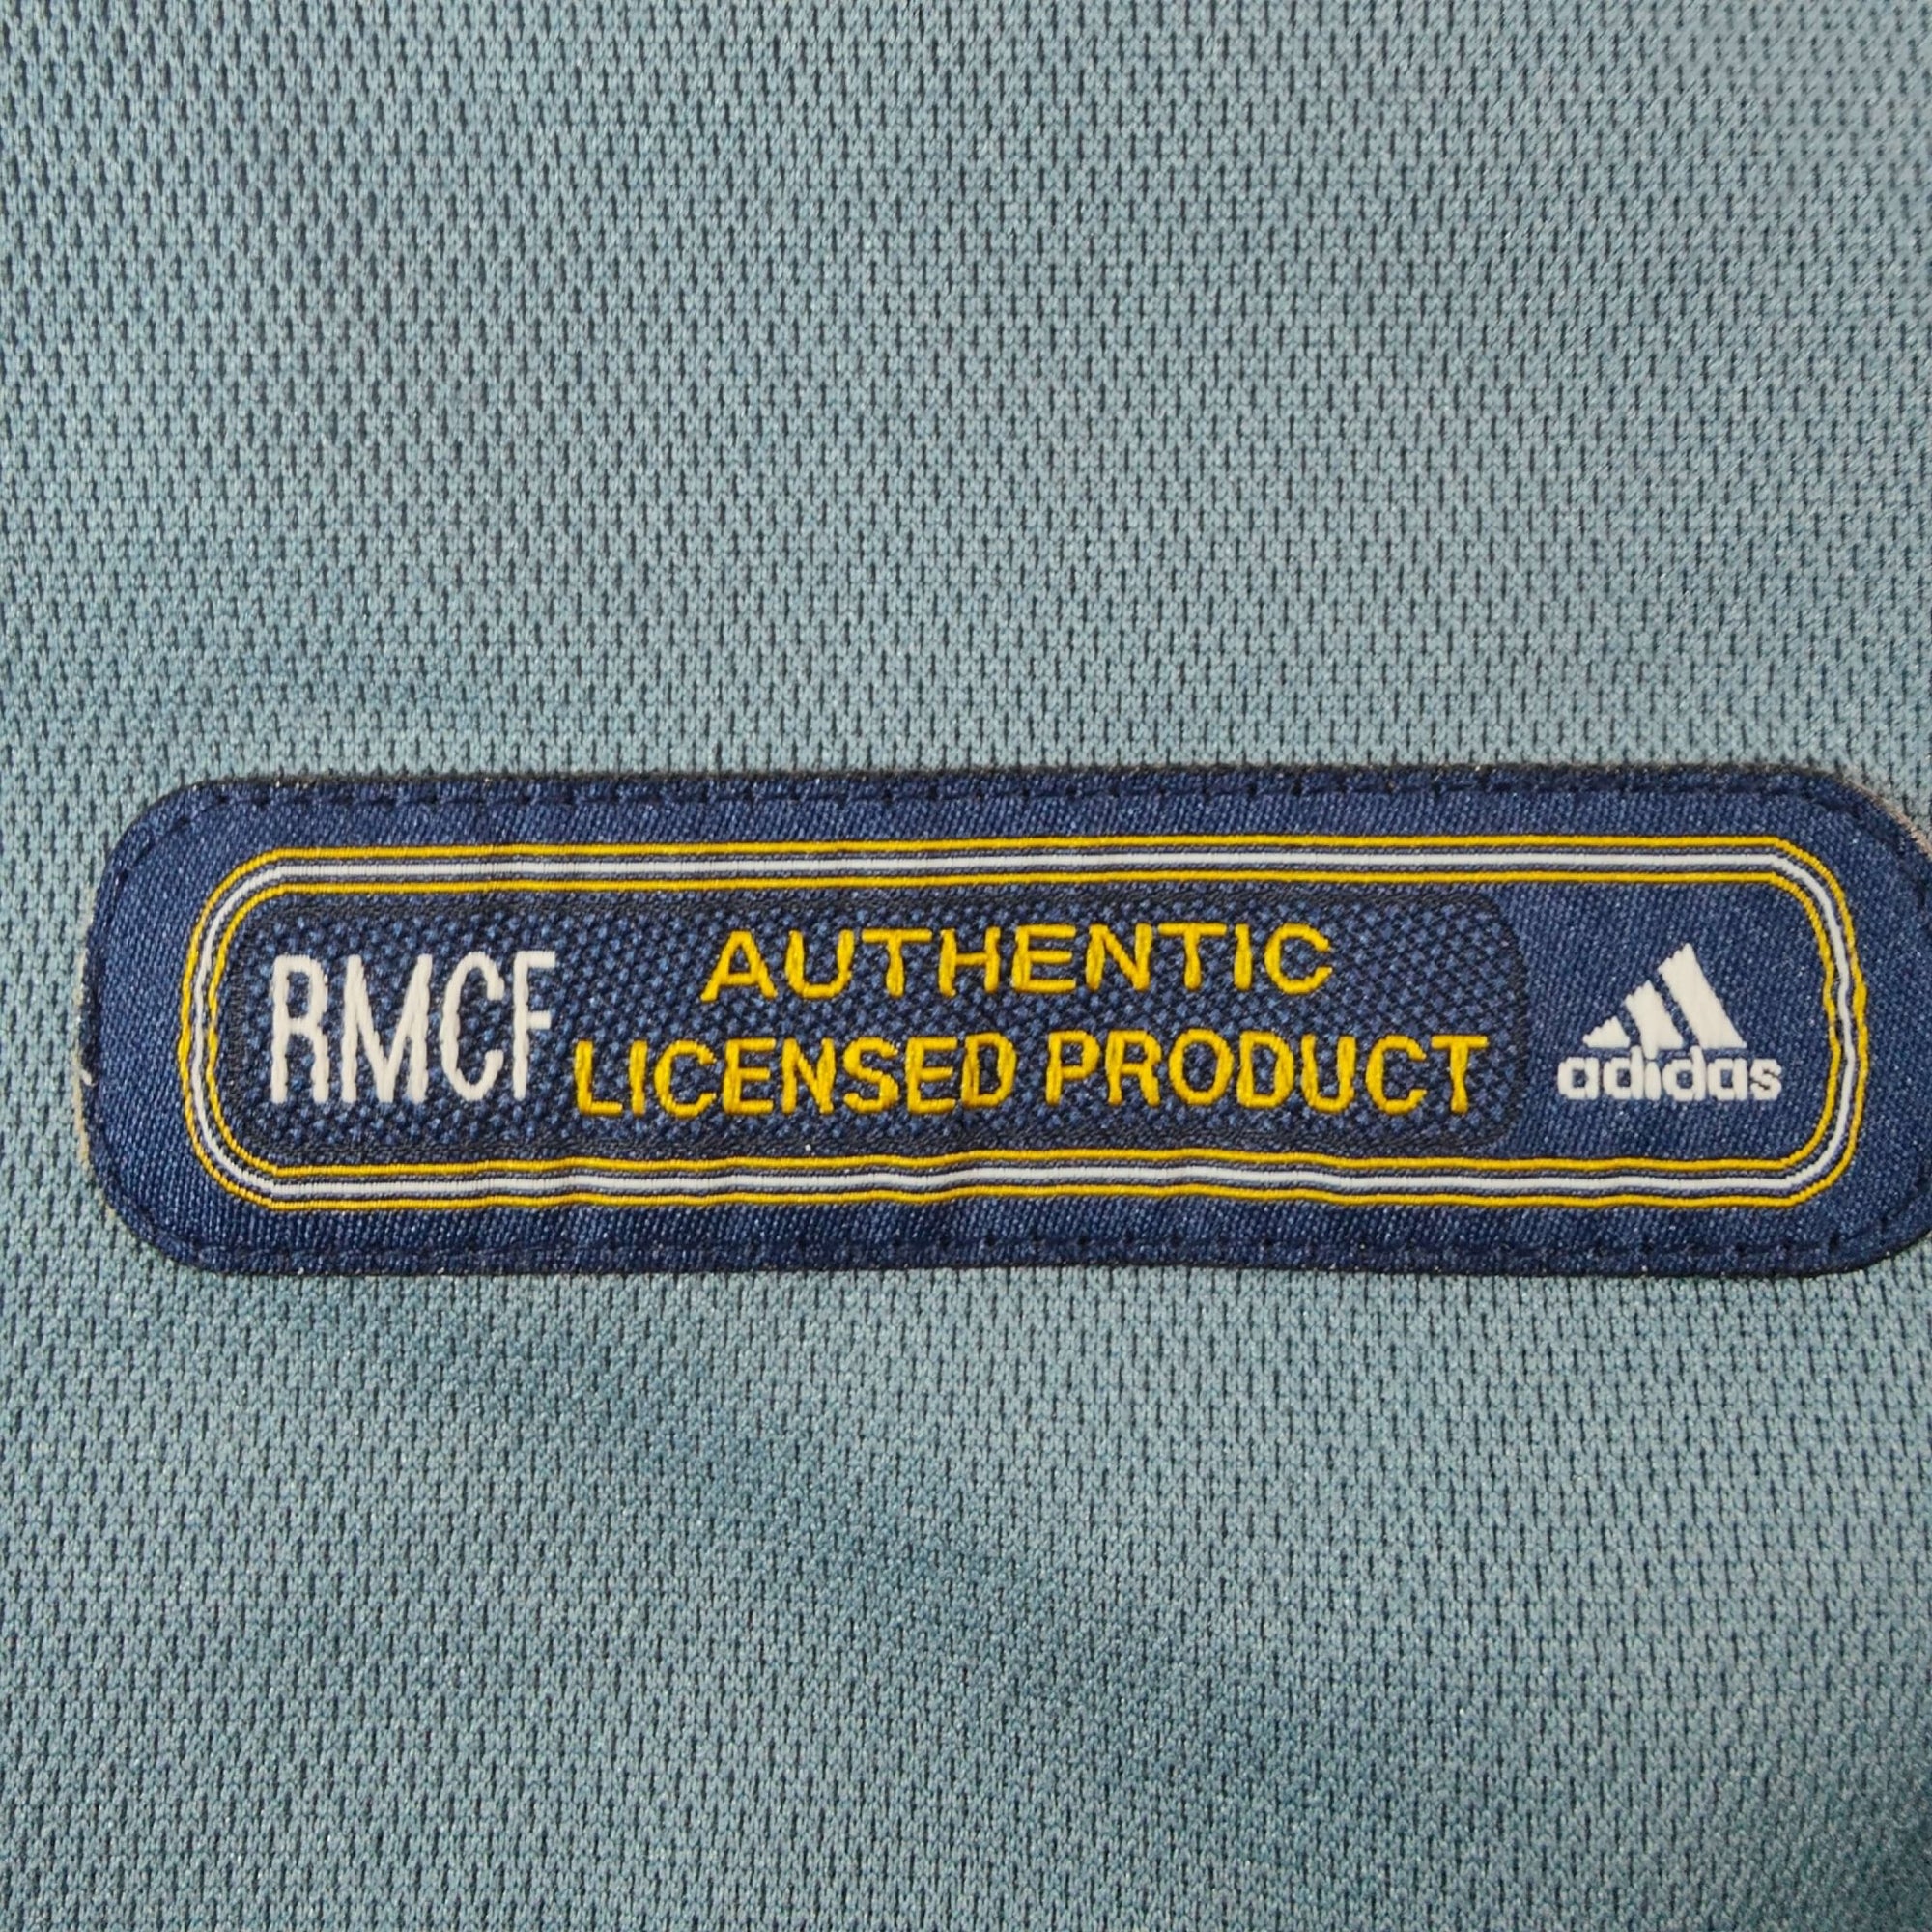 RMCF
AUTHENTIC
LICENSED PRODUCT
adidas